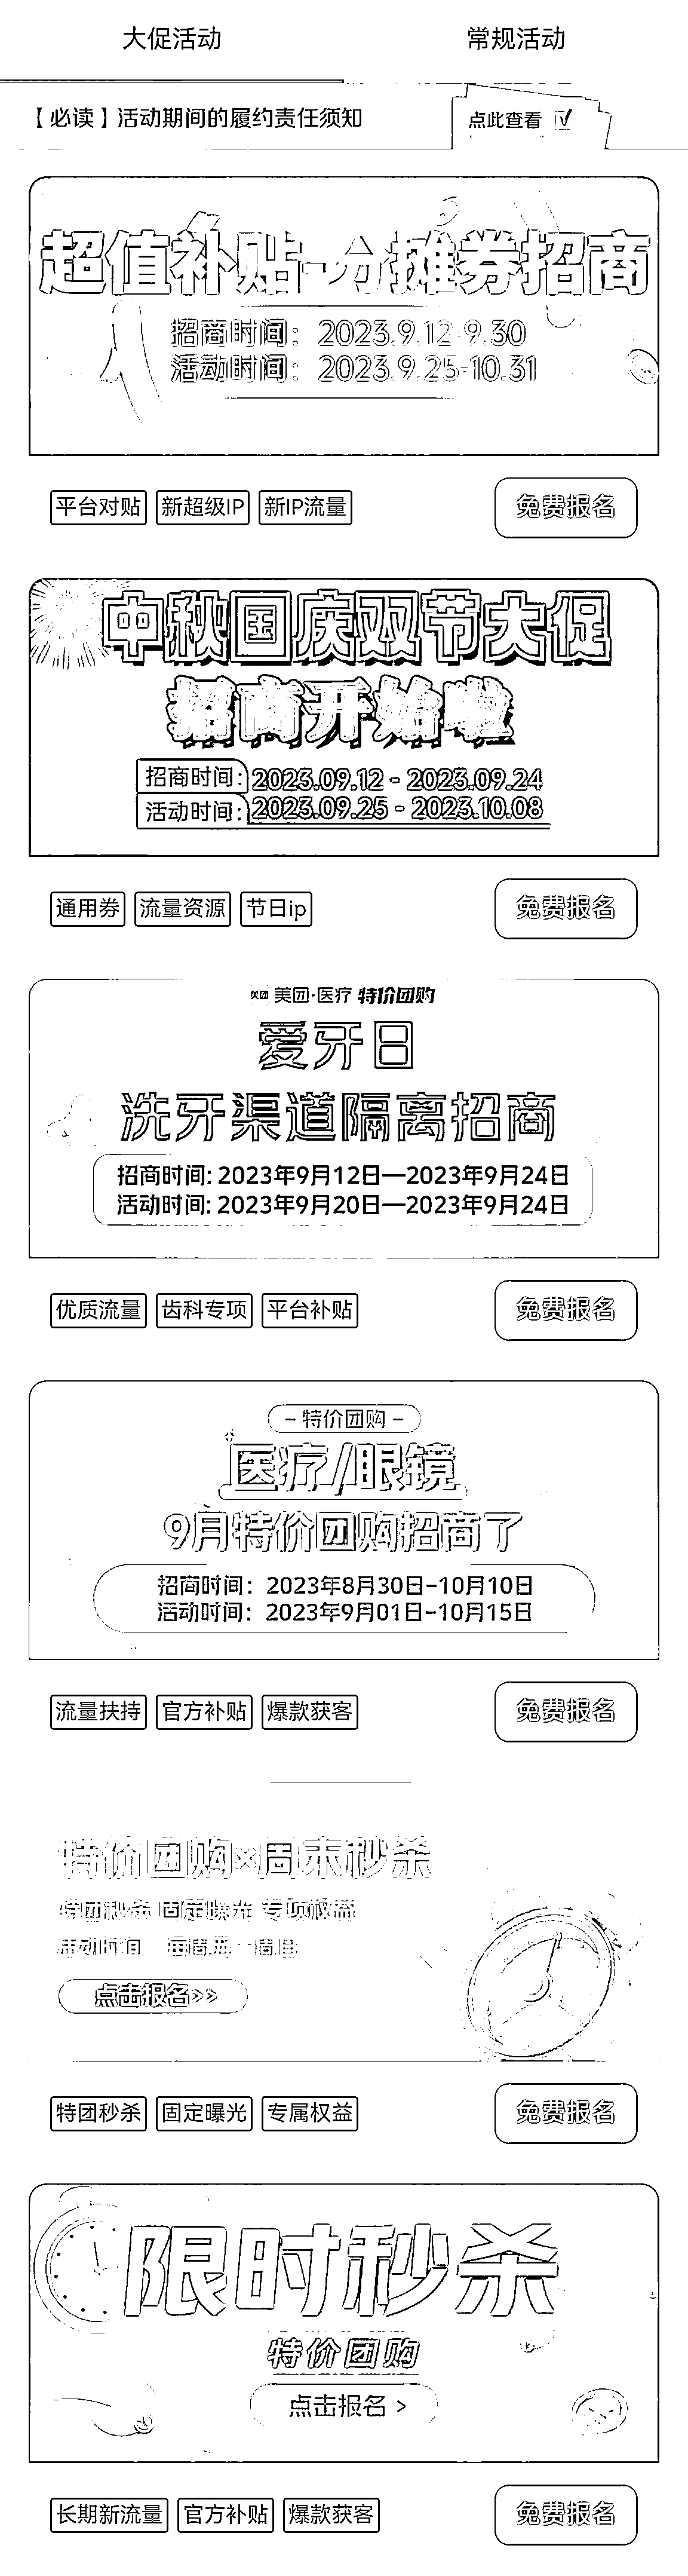 大促活动 常规活动
【必读】活动期间的履约责任须知 点此查看
超值补贴-分摊券招商
招商时间：2023.9.12-9.30
活动时间：2023.9.25-10.31
平台对贴 新超级IP 新IP流量 免费报名
中秋国庆双节大促
招商开始啦
招商时间：2023.09.12 - 2023.09.24
活动时间：2023.09.25 - 2023.10.08
通用券 流量资源 节日ip 免费报名
美团 美团·医疗 特价团购
爱牙日
洗牙渠道隔离招商
招商时间: 2023年9月12日—2023年9月24日
活动时间: 2023年9月20日—2023年9月24日
优质流量 齿科专项 平台补贴 免费报名
- 特价团购 -
医疗/眼镜
9月特价团购招商了
招商时间：2023年8月30日-10月10日
活动时间：2023年9月01日-10月15日
流量扶持 官方补贴 爆款获客 免费报名
特价团购×周末秒杀
特团秒杀 固定曝光 专项权益
活动时间 每周五-周日
点击报名>>
特团秒杀 固定曝光 专属权益 免费报名
限时秒杀
特价团购
点击报名 >
长期新流量 官方补贴 爆款获客 免费报名